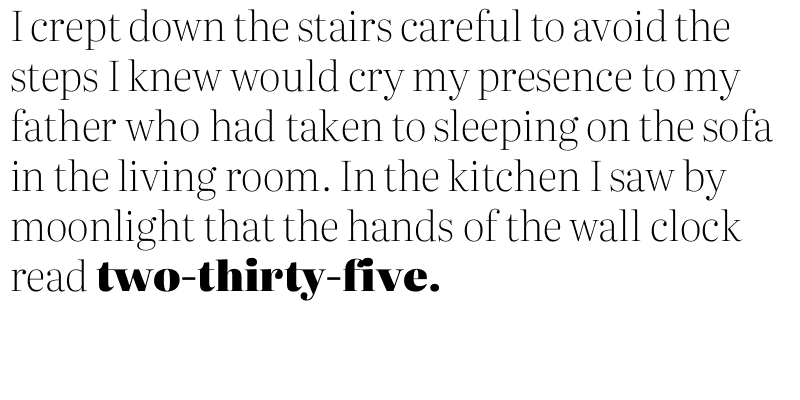 I crept down the stairs careful to avoid the
steps I knew would cry my presence to my
father who had taken to sleeping on the sofa
in the living room. In the kitchen I saw by
moonlight that the hands of the wall clock
read two-thirty-five.